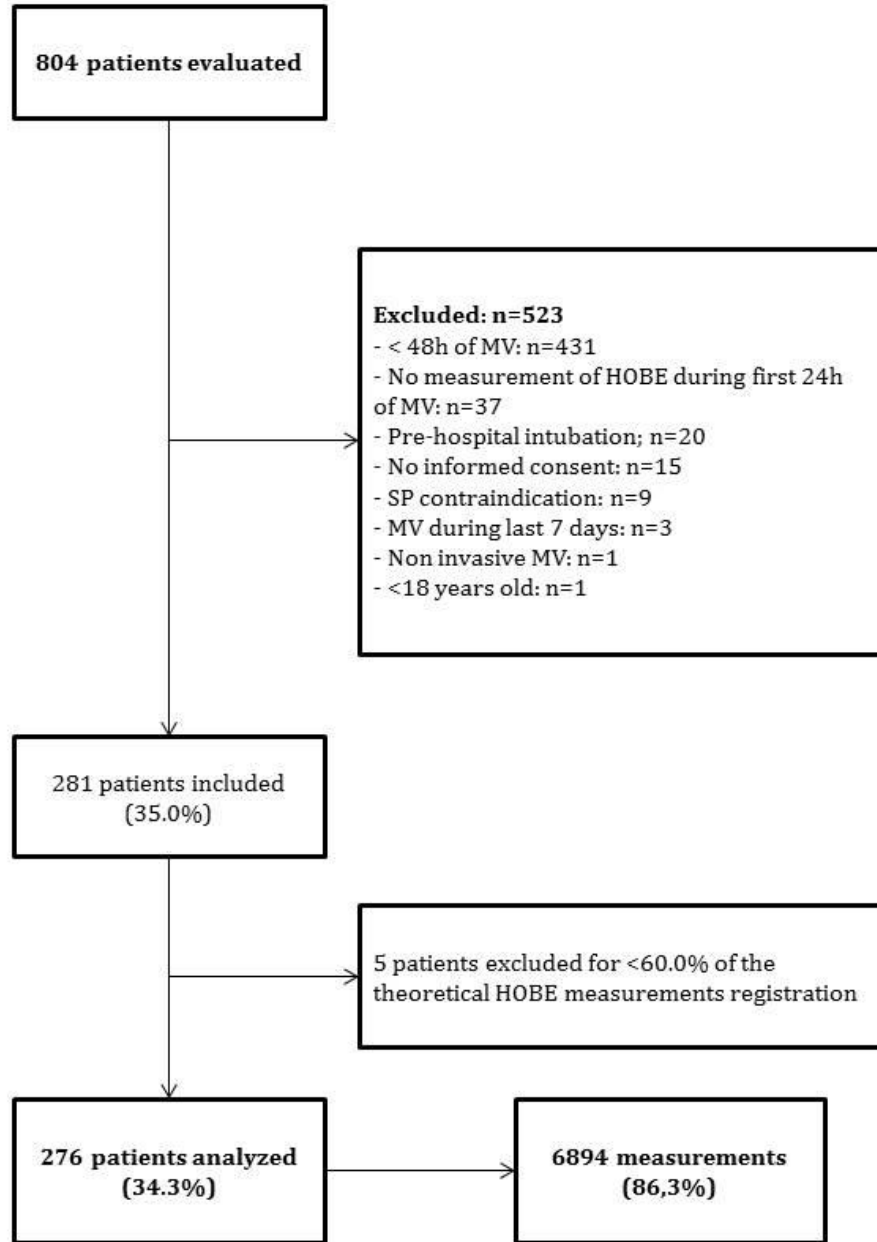 804 patients evaluated
Excluded: n=523
- < 48h of MV: n=431
- No measurement of HOBE during first 24h
of MV: n=37
- Pre-hospital intubation; n=20
- No informed consent: n=15
- SP contraindication: n=9
- MV during last 7 days: n=3
- Non invasive MV: n=1
- <18 years old: n=1
281 patients included
(35.0%)
5 patients excluded for <60.0% of the
theoretical HOBE measurements registration
276 patients analyzed
(34.3%)
6894 measurements
(86,3%)